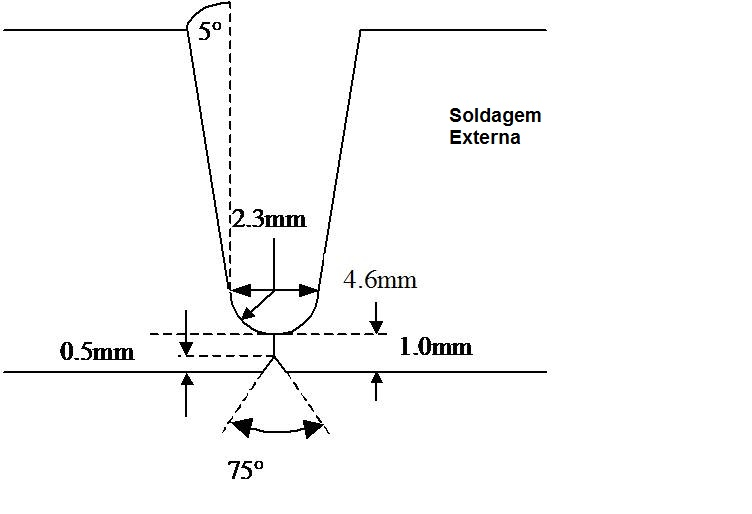 5º
Soldagem
Externa
2.3mm
4.6mm
0.5mm
1.0mm
75º